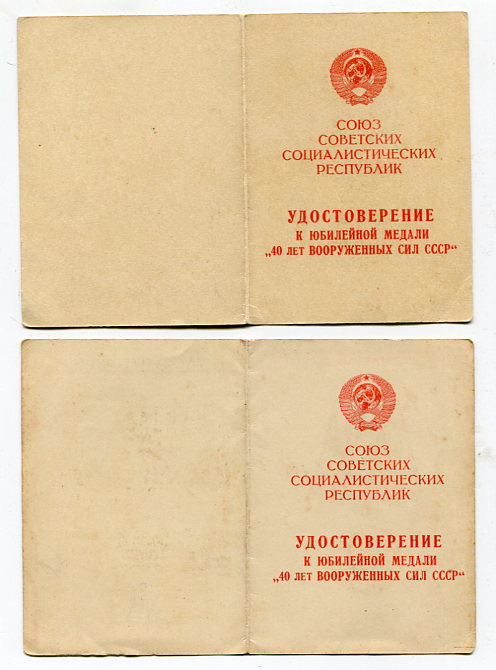 СОЮЗ
СОВЕТСКИХ
СОЦИАЛИСТИЧЕСКИХ
РЕСПУБЛИК
УДОСТОВЕРЕНИЕ
К ЮБИЛЕЙНОЙ МЕДАЛИ
„40 ЛЕТ ВООРУЖЕННЫХ СИЛ СССР“
СОЮЗ
СОВЕТСКИХ
СОЦИАЛИСТИЧЕСКИХ
РЕСПУБЛИК
УДОСТОВЕРЕНИЕ
К ЮБИЛЕЙНОЙ МЕДАЛИ
„40 ЛЕТ ВООРУЖЕННЫХ СИЛ СССР“